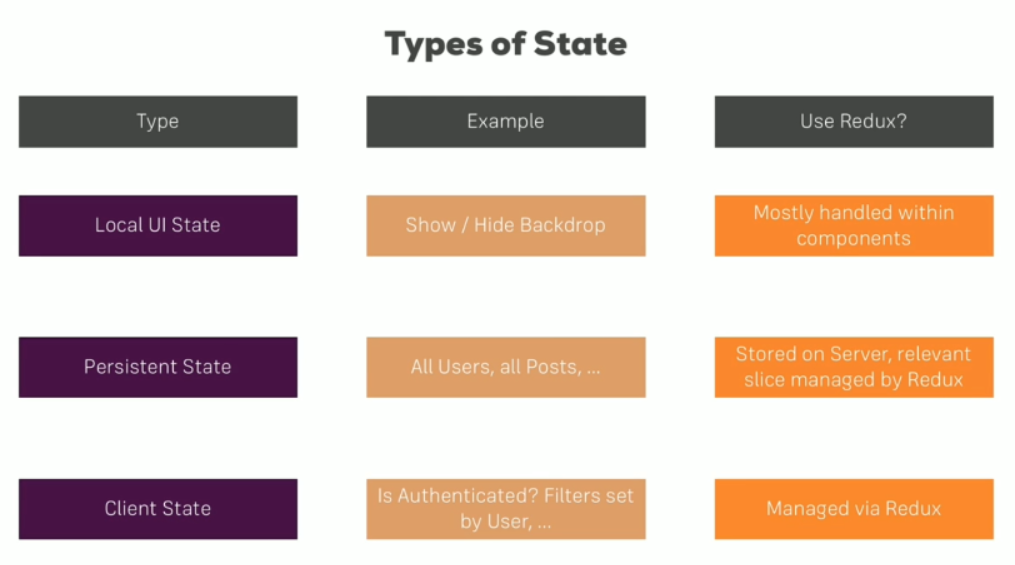 Types of State
Type
Example
Use Redux?
Local UI State
Show / Hide Backdrop
Mostly handled within
components
Persistent State
All Users, all Posts, ...
Stored on Server, relevant
slice managed by Redux
Client State
Is Authenticated? Filters set
by User, ...
Managed via Redux